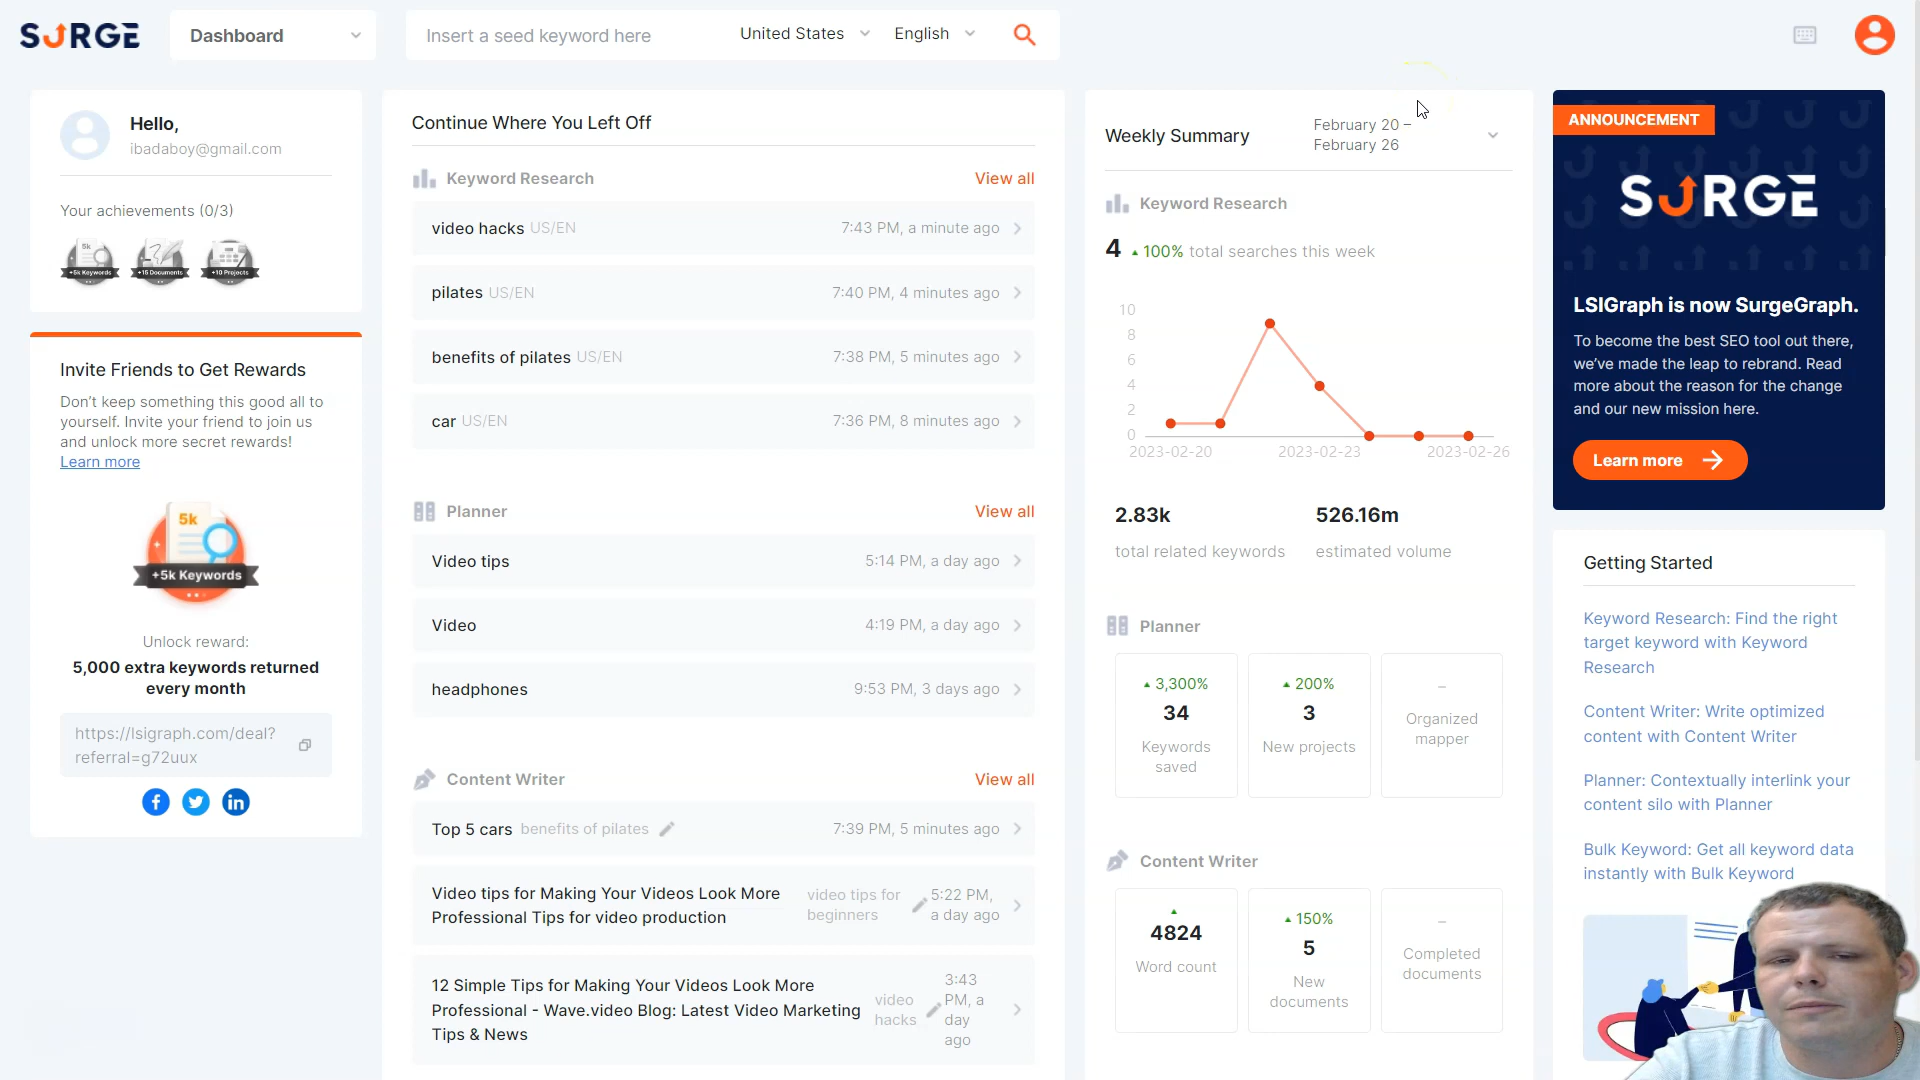 SURGE
Dashboard
Insert a seed keyword here
United States
English
Hello,
ibadaboy@gmail.com
Your achievements (0/3)
5k
+5k Keywords
+15 Documents
+10 Projects
Invite Friends to Get Rewards
Don't keep something this good all to
yourself. Invite your friend to join us
and unlock more secret rewards!
Learn more
5k
+5k Keywords
Unlock reward:
5,000 extra keywords returned
every month
https://lsigraph.com/deal?
referral=g72uux
Continue Where You Left Off
Keyword Research
View all
video hacks US/EN
7:43 PM, a minute ago
pilates US/EN
7:40 PM, 4 minutes ago
benefits of pilates US/EN
7:38 PM, 5 minutes ago
car US/EN
7:36 PM, 8 minutes ago
Planner
View all
Video tips
5:14 PM, a day ago
Video
4:19 PM, a day ago
headphones
9:53 PM, 3 days ago
Content Writer
View all
Top 5 cars benefits of pilates
7:39 PM, 5 minutes ago
Video tips for Making Your Videos Look More
Professional Tips for video production
video tips for
beginners
5:22 PM,
a day ago
12 Simple Tips for Making Your Videos Look More
Professional - Wave.video Blog: Latest Video Marketing
Tips & News
video
hacks
3:43
PM, a
day
ago
Weekly Summary
February 20 –
February 26
Keyword Research
4 100% total searches this week
10
8
6
4
2
0
2023-02-20
2023-02-23
2023-02-26
2.83k
total related keywords
526.16m
estimated volume
Planner
3,300%
34
Keywords
saved
200%
3
New projects
–
Organized
mapper
Content Writer
4824
Word count
150%
5
New
documents
–
Completed
documents
ANNOUNCEMENT
SURGE
LSIGraph is now SurgeGraph.
To become the best SEO tool out there,
we've made the leap to rebrand. Read
more about the reason for the change
and our new mission here.
Learn more
Getting Started
Keyword Research: Find the right
target keyword with Keyword
Research
Content Writer: Write optimized
content with Content Writer
Planner: Contextually interlink your
content silo with Planner
Bulk Keyword: Get all keyword data
instantly with Bulk Keyword